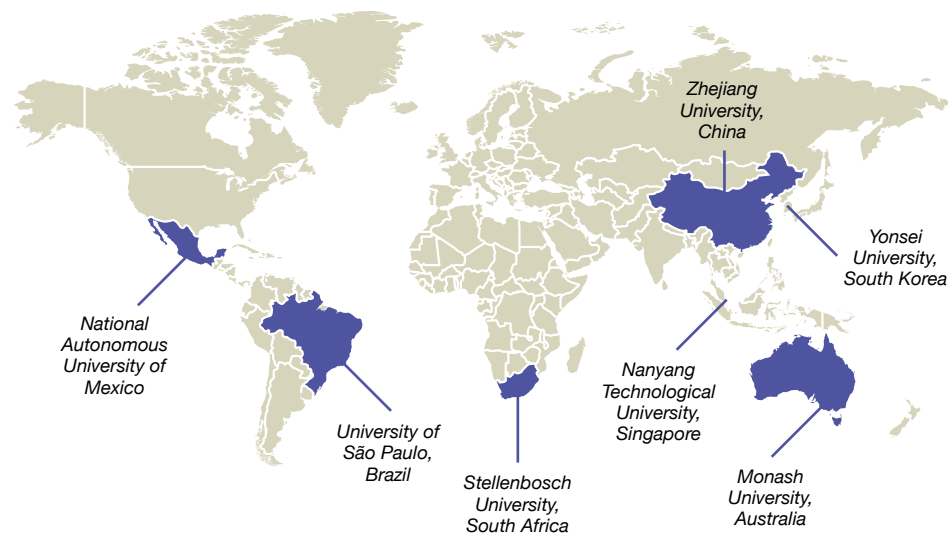 Zhejiang
University,
China
Yonsei
University,
South Korea
National
Autonomous
University of
Mexico
Nanyang
Technological
University,
Singapore
University of
São Paulo,
Brazil
Stellenbosch
University,
South Africa
Monash
University,
Australia